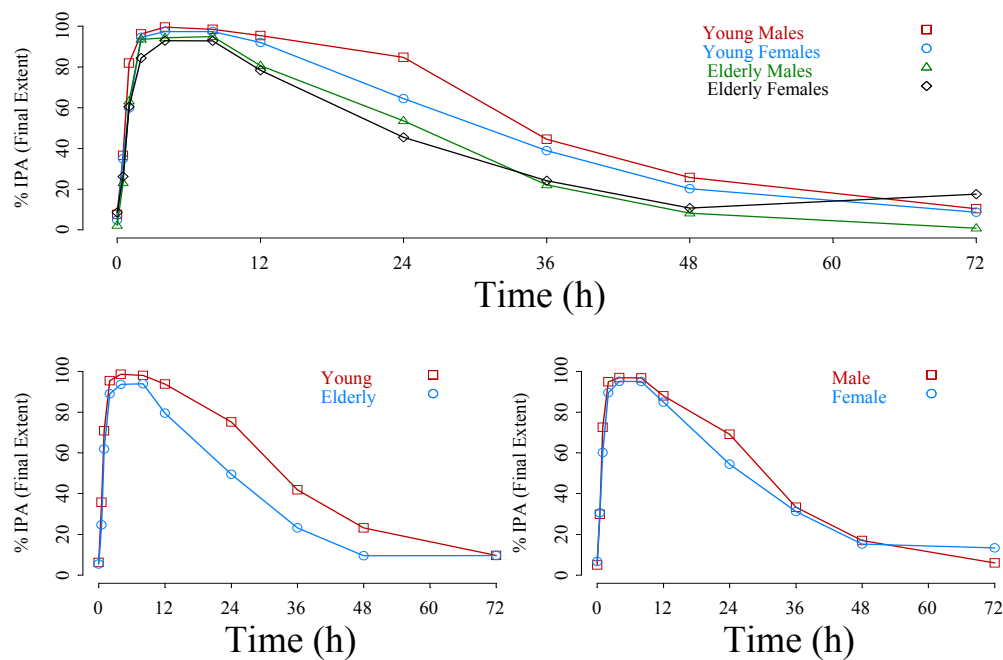 % IPA (Final Extent)
100
80
60
40
20
0
Young Males
Young Females
Elderly Males
Elderly Females
0 12 24 36 48 60 72
Time (h)
% IPA (Final Extent)
100
80
60
40
20
0
Young
Elderly
0 12 24 36 48 60 72
Time (h)
% IPA (Final Extent)
100
80
60
40
20
0
Male
Female
0 12 24 36 48 60 72
Time (h)